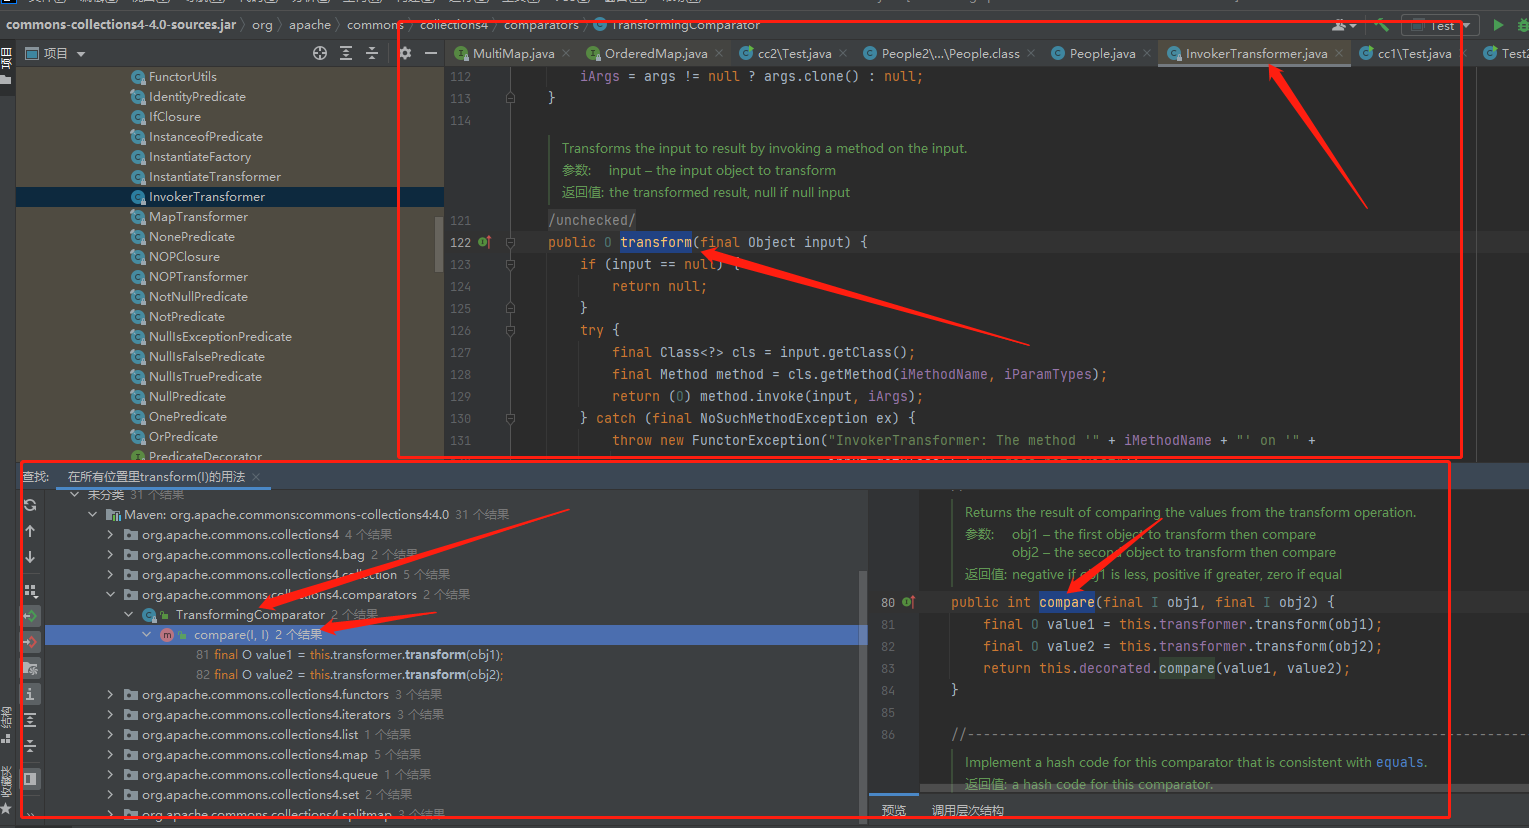 commons-collections4-4.0-sources.jar 〉 org 〉 apache 〉 commons 〉 collections4 〉 comparators 〉 TransformingComparator
Test
项目
项目
MultiMap.java × OrderedMap.java × cc2\Test.java × People2\...\People.class × People.java × InvokerTransformer.java × cc1\Test.java × Test2
FunctorUtils
IdentityPredicate
IfClosure
InstanceofPredicate
InstantiateFactory
InstantiateTransformer
InvokerTransformer
MapTransformer
NonePredicate
NOPClosure
NOPTransformer
NotNullPredicate
NotPredicate
NullIsExceptionPredicate
NullIsFalsePredicate
NullIsTruePredicate
NullPredicate
OnePredicate
OrPredicate
PredicateDecorator
112 iArgs = args != null ? args.clone() : null;
113 }
114
Transforms the input to result by invoking a method on the input.
参数: input – the input object to transform
返回值: the transformed result, null if null input
121 /unchecked/
122 public O transform(final Object input) {
123 if (input == null) {
124 return null;
125 }
126 try {
127 final Class<?> cls = input.getClass();
128 final Method method = cls.getMethod(iMethodName, iParamTypes);
129 return (O) method.invoke(input, iArgs);
130 } catch (final NoSuchMethodException ex) {
131 throw new FunctorException("InvokerTransformer: The method '" + iMethodName + "' on '" +
查找: 在所有位置里transform(I)的用法 ×
未分类 31 个结果
Maven: org.apache.commons:commons-collections4:4.0 31 个结果
org.apache.commons.collections4 4 个结果
org.apache.commons.collections4.bag 2 个结果
org.apache.commons.collections4.collection 5 个结果
org.apache.commons.collections4.comparators 2 个结果
TransformingComparator 2 个结果
compare(I, I) 2 个结果
81 final O value1 = this.transformer.transform(obj1);
82 final O value2 = this.transformer.transform(obj2);
org.apache.commons.collections4.functors 3 个结果
org.apache.commons.collections4.iterators 3 个结果
org.apache.commons.collections4.list 1 个结果
org.apache.commons.collections4.map 5 个结果
org.apache.commons.collections4.queue 1 个结果
org.apache.commons.collections4.set 2 个结果
org.apache.commons.collections4.splitmap 3 个结果
结构
收藏夹
Returns the result of comparing the values from the transform operation.
参数: obj1 – the first object to transform then compare
obj2 – the second object to transform then compare
返回值: negative if obj1 is less, positive if greater, zero if equal
80 public int compare(final I obj1, final I obj2) {
81 final O value1 = this.transformer.transform(obj1);
82 final O value2 = this.transformer.transform(obj2);
83 return this.decorated.compare(value1, value2);
84 }
85
86 //----------------------------------------------------------------------
Implement a hash code for this comparator that is consistent with equals.
返回值: a hash code for this comparator.
预览 调用层次结构